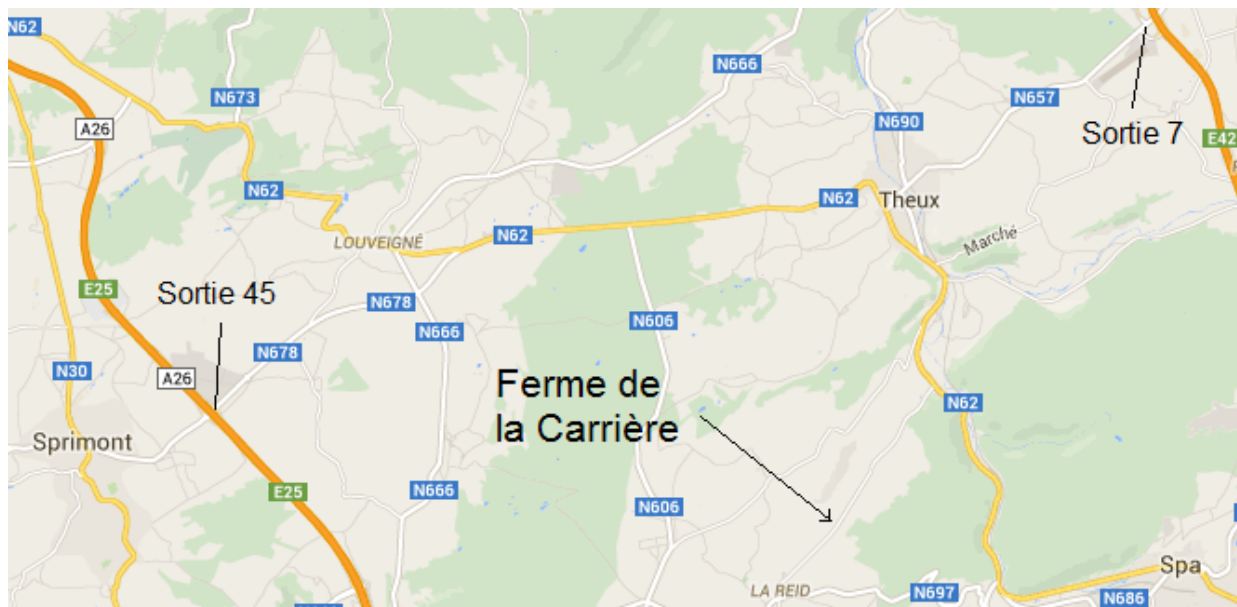 N62
N666
N673
A26
N657
N690
Sortie 7
E42
N62
N62
Theux
LOUVEIGNÉ
N62
Marché
E25
Sortie 45
N678
N606
N666
N678
N30
A26
Ferme de
la Carrière
N62
Sprimont
E25
N666
N606
Spa
LA REID
N697
N686